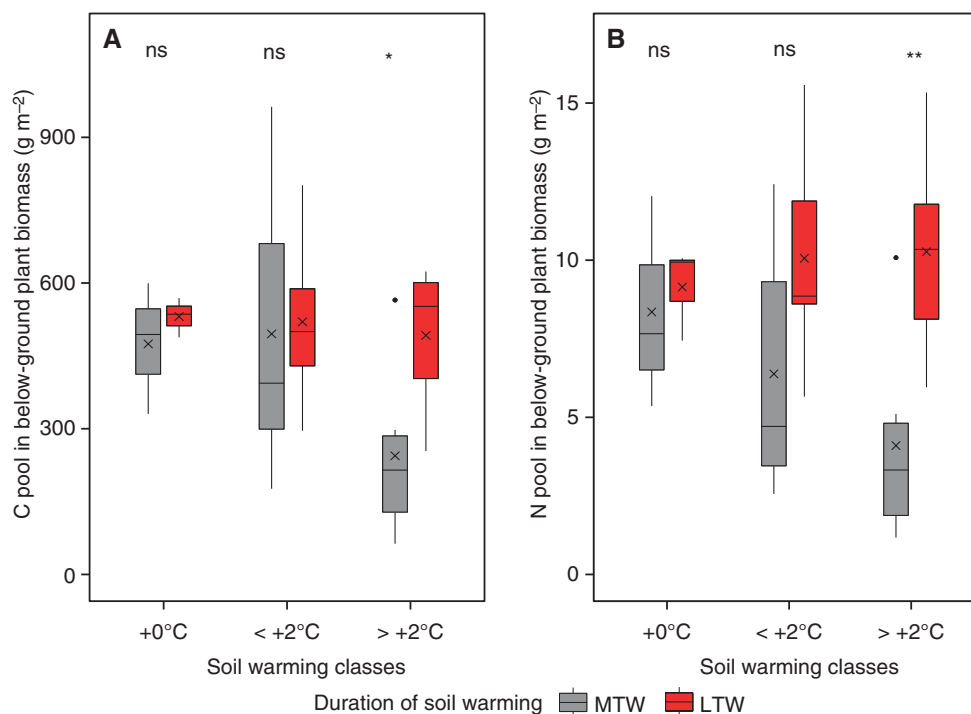 A
ns
ns
*
C pool in below-ground plant biomass (g m⁻²)
900
600
300
0
+0°C
< +2°C
> +2°C
Soil warming classes
B
ns
ns
**
N pool in below-ground plant biomass (g m⁻²)
15
10
5
0
+0°C
< +2°C
> +2°C
Soil warming classes
Duration of soil warming MTW LTW